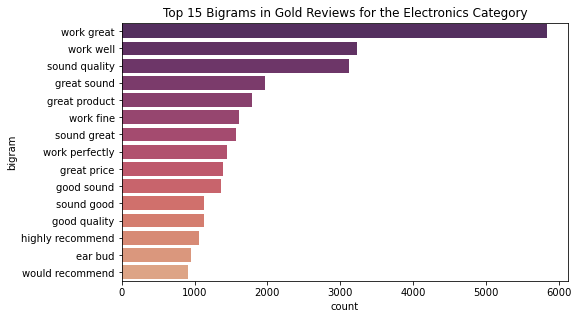 Top 15 Bigrams in Gold Reviews for the Electronics Category
work great
work well
sound quality
great sound
great product
work fine
sound great
work perfectly
great price
good sound
sound good
good quality
highly recommend
ear bud
would recommend
bigram
0 1000 2000 3000 4000 5000 6000
count